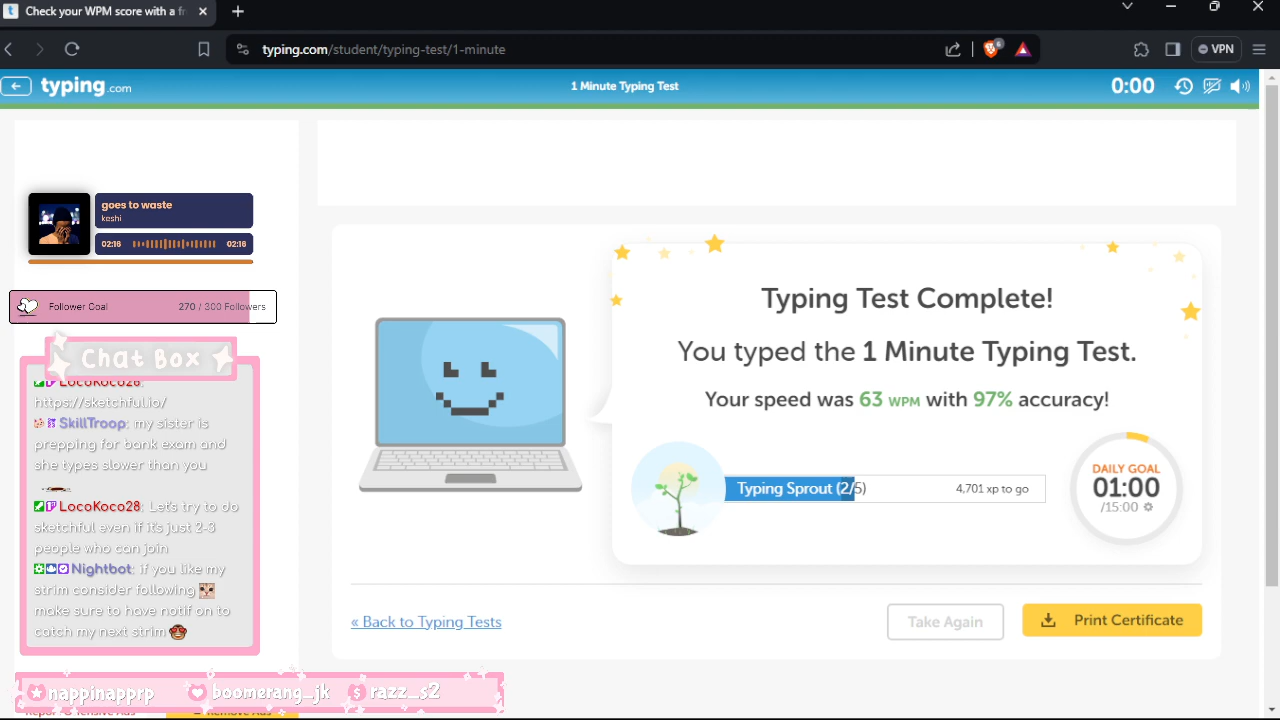 Check your WPM score with a fr
typing.com/student/typing-test/1-minute
6
VPN
typing.com
1 Minute Typing Test
0:00
goes to waste
keshi
02:16
02:16
Follower Goal
270 / 300 Followers
Chat Box
LocoKoco28:
https://sketchful.io/
SkillTroop: my sister is
prepping for bank exam and
she types slower than you
LocoKoco28: Let's try to do
sketchful even if it's just 2-3
people who can join
Nightbot: if you like my
strim consider following
make sure to have notif on to
catch my next strim
Typing Test Complete!
You typed the 1 Minute Typing Test.
Your speed was 63 WPM with 97% accuracy!
Typing Sprout (2/5)
4,701 xp to go
DAILY GOAL
01:00
/15:00
« Back to Typing Tests
Take Again
Print Certificate
nappinapprp
boomerang_jk
razz_s2
Remove Ads